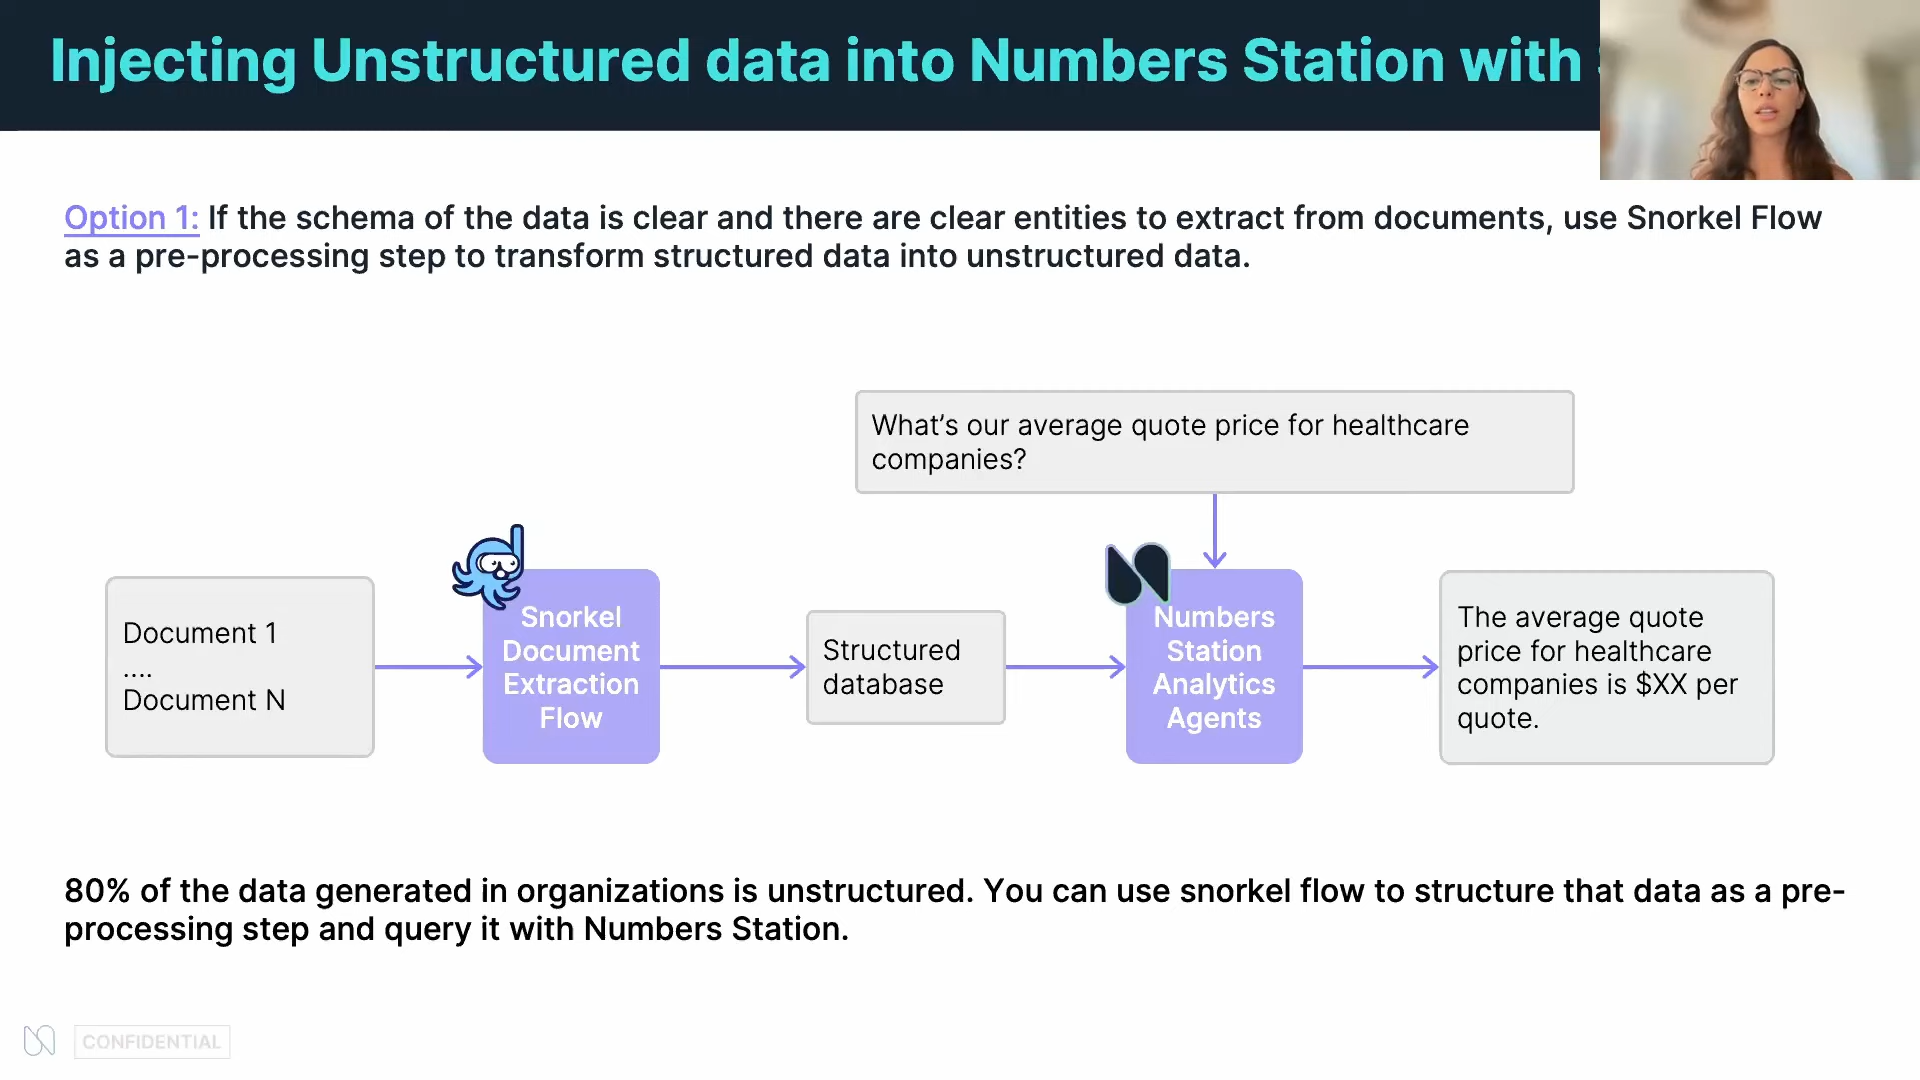 Injecting Unstructured data into Numbers Station with
Option 1: If the schema of the data is clear and there are clear entities to extract from documents, use Snorkel Flow
as a pre-processing step to transform structured data into unstructured data.
What's our average quote price for healthcare
companies?
Document 1
....
Document N
Snorkel
Document
Extraction
Flow
Structured
database
Numbers
Station
Analytics
Agents
The average quote
price for healthcare
companies is $XX per
quote.
80% of the data generated in organizations is unstructured. You can use snorkel flow to structure that data as a pre-
processing step and query it with Numbers Station.
CONFIDENTIAL